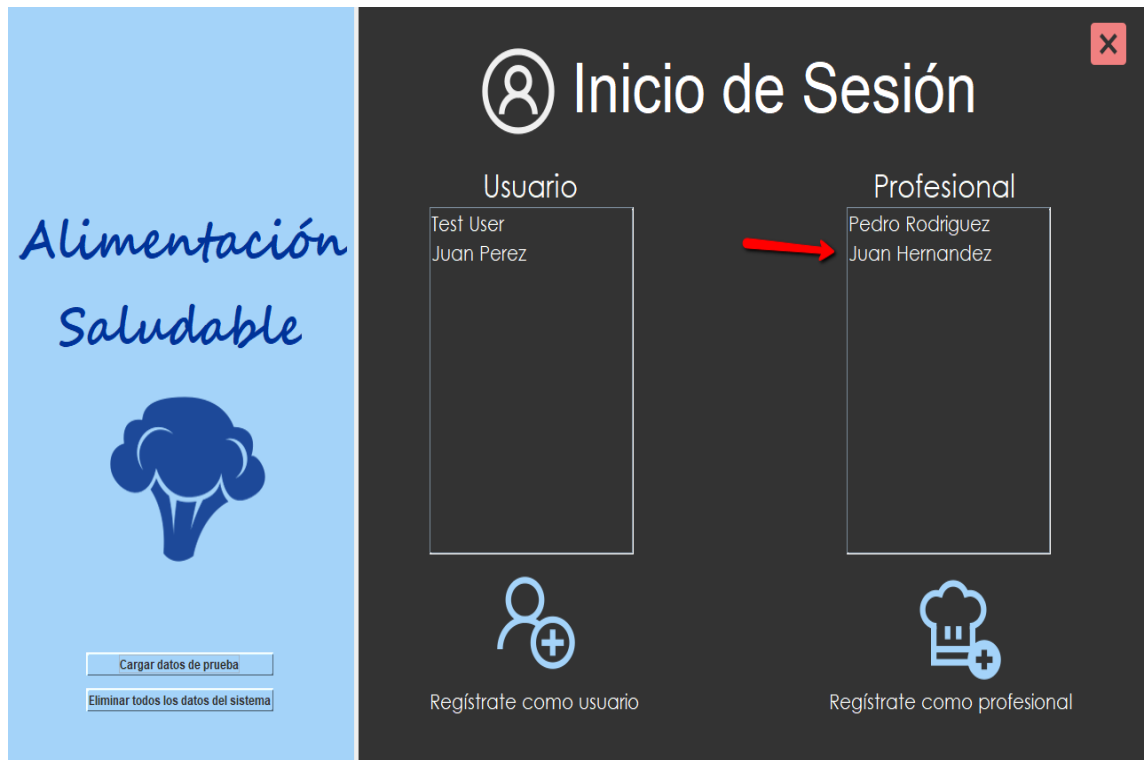 Alimentación
Saludable
Cargar datos de prueba
Eliminar todos los datos del sistema
Inicio de Sesión
Usuario
Test User
Juan Perez
Regístrate como usuario
Profesional
Pedro Rodriguez
Juan Hernandez
Regístrate como profesional